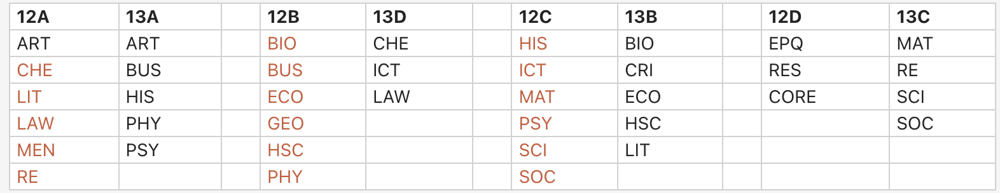 12A 13A 12B 13D 12C 13B 12D 13C
ART ART BIO CHE HIS BIO EPQ MAT
CHE BUS BUS ICT ICT CRI RES RE
LIT HIS ECO LAW MAT ECO CORE SCI
LAW PHY GEO PSY HSC SOC
MEN PSY HSC SCI LIT
RE PHY SOC